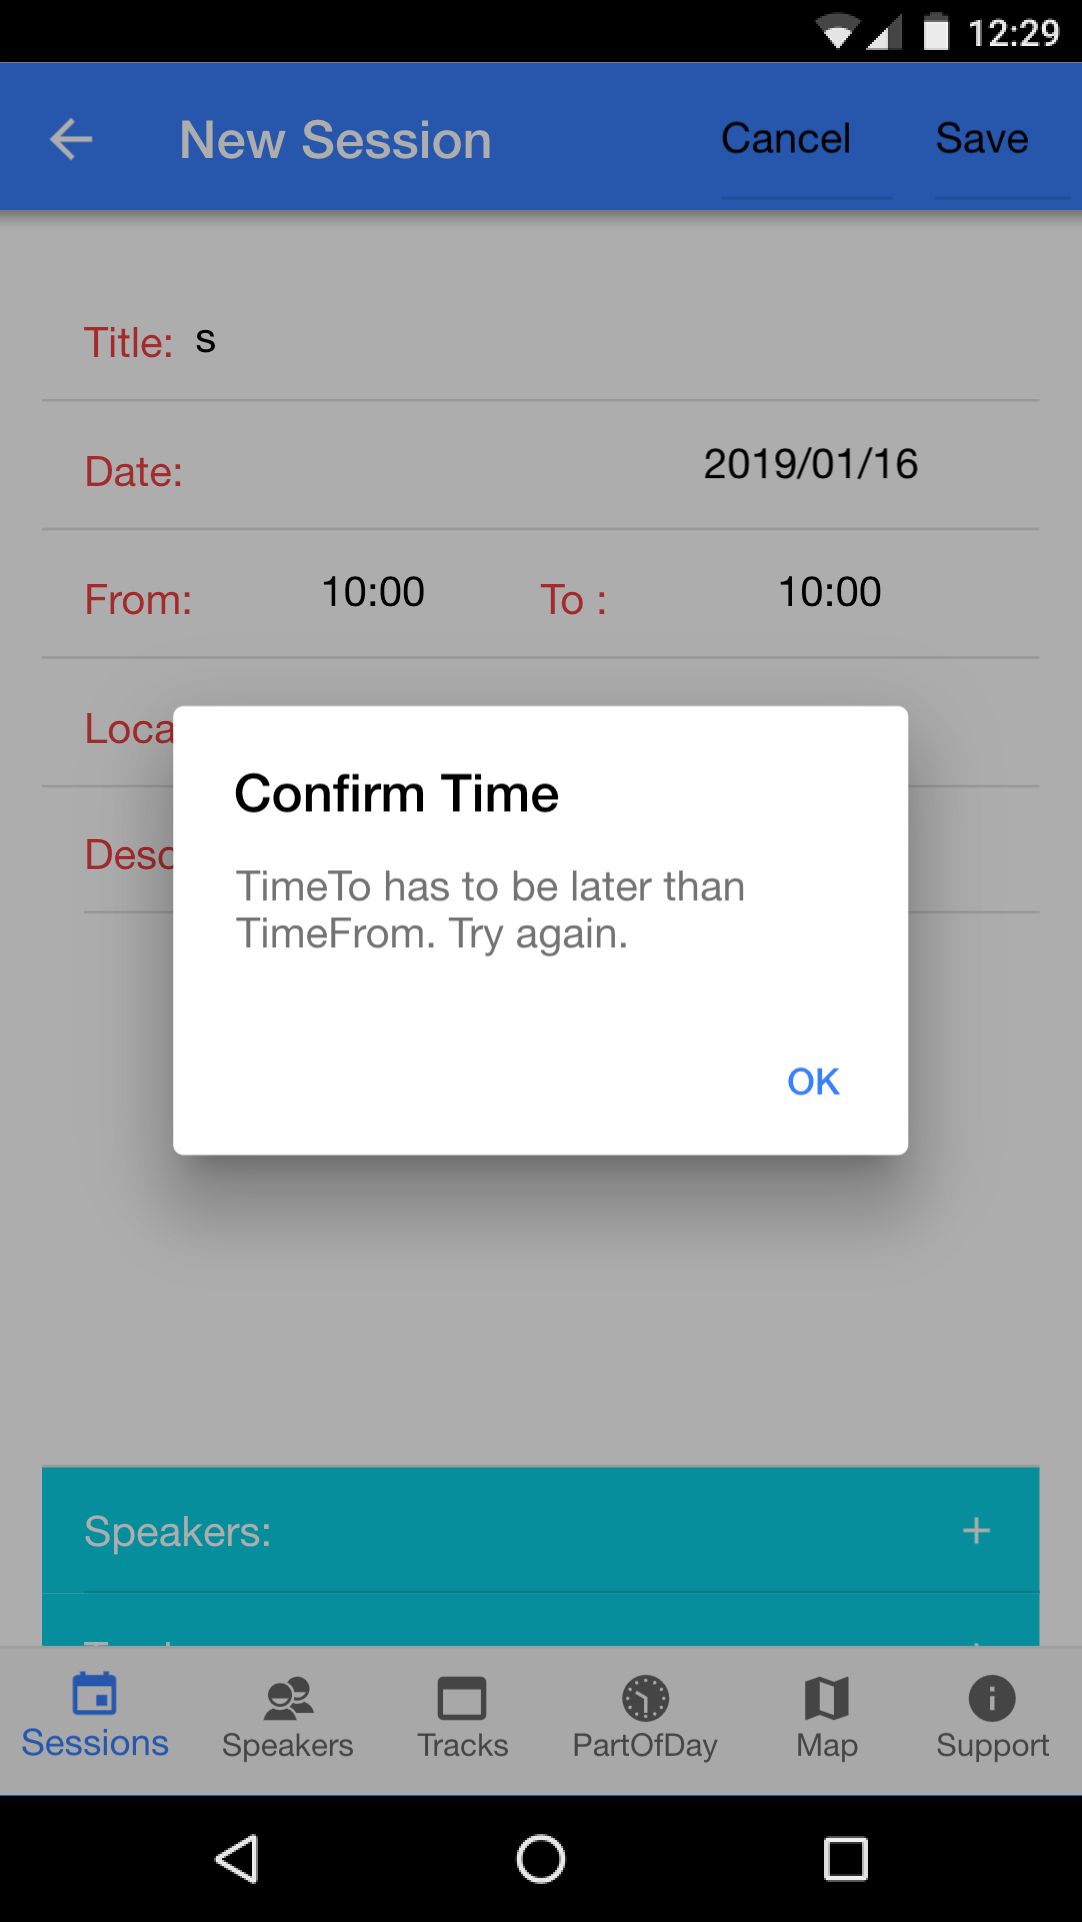 12:29
New Session Cancel Save
Title: s
Date: 2019/01/16
From: 10:00 To : 10:00
Loca
Desc
Confirm Time
TimeTo has to be later than
TimeFrom. Try again.
OK
Speakers: +
Sessions Speakers Tracks PartOfDay Map Support